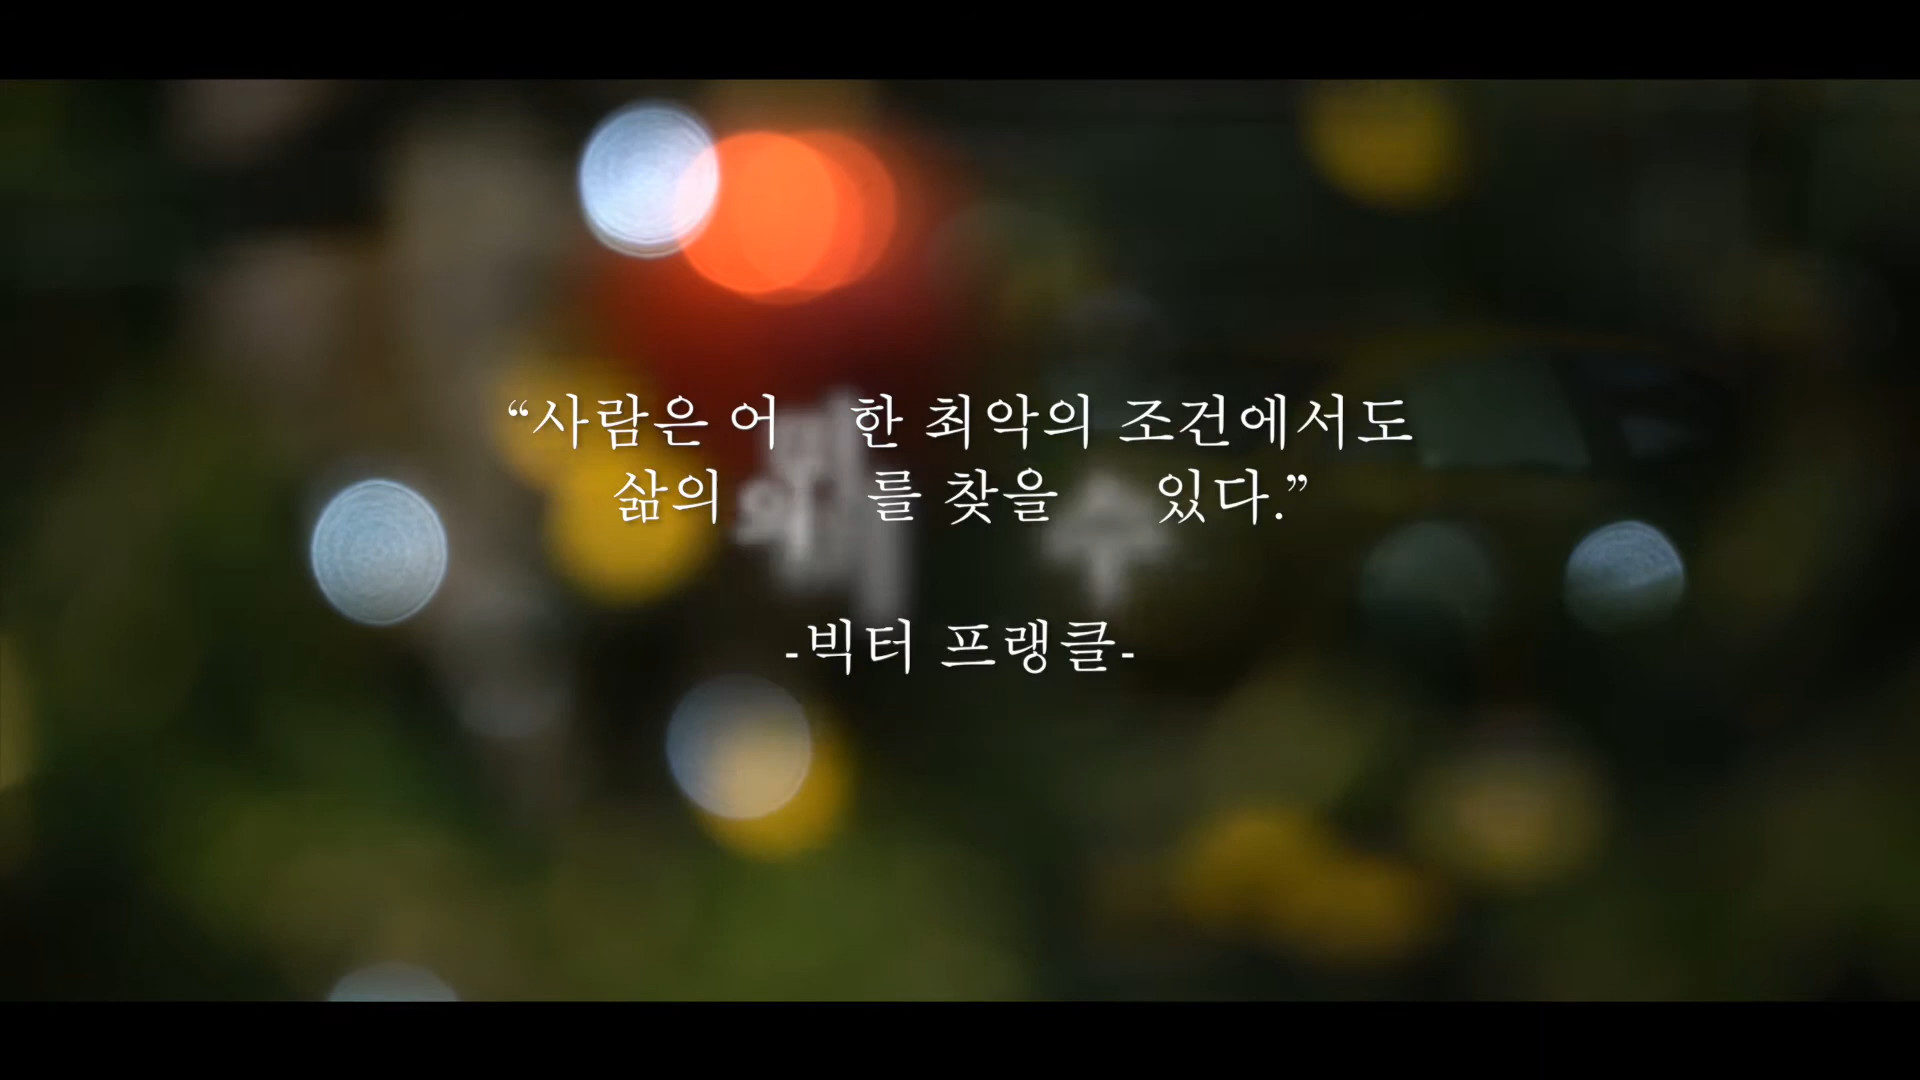 “사람은 어 한 최악의 조건에서도
삶의 를 찾을 수 있다.”
-빅터 프랭클-